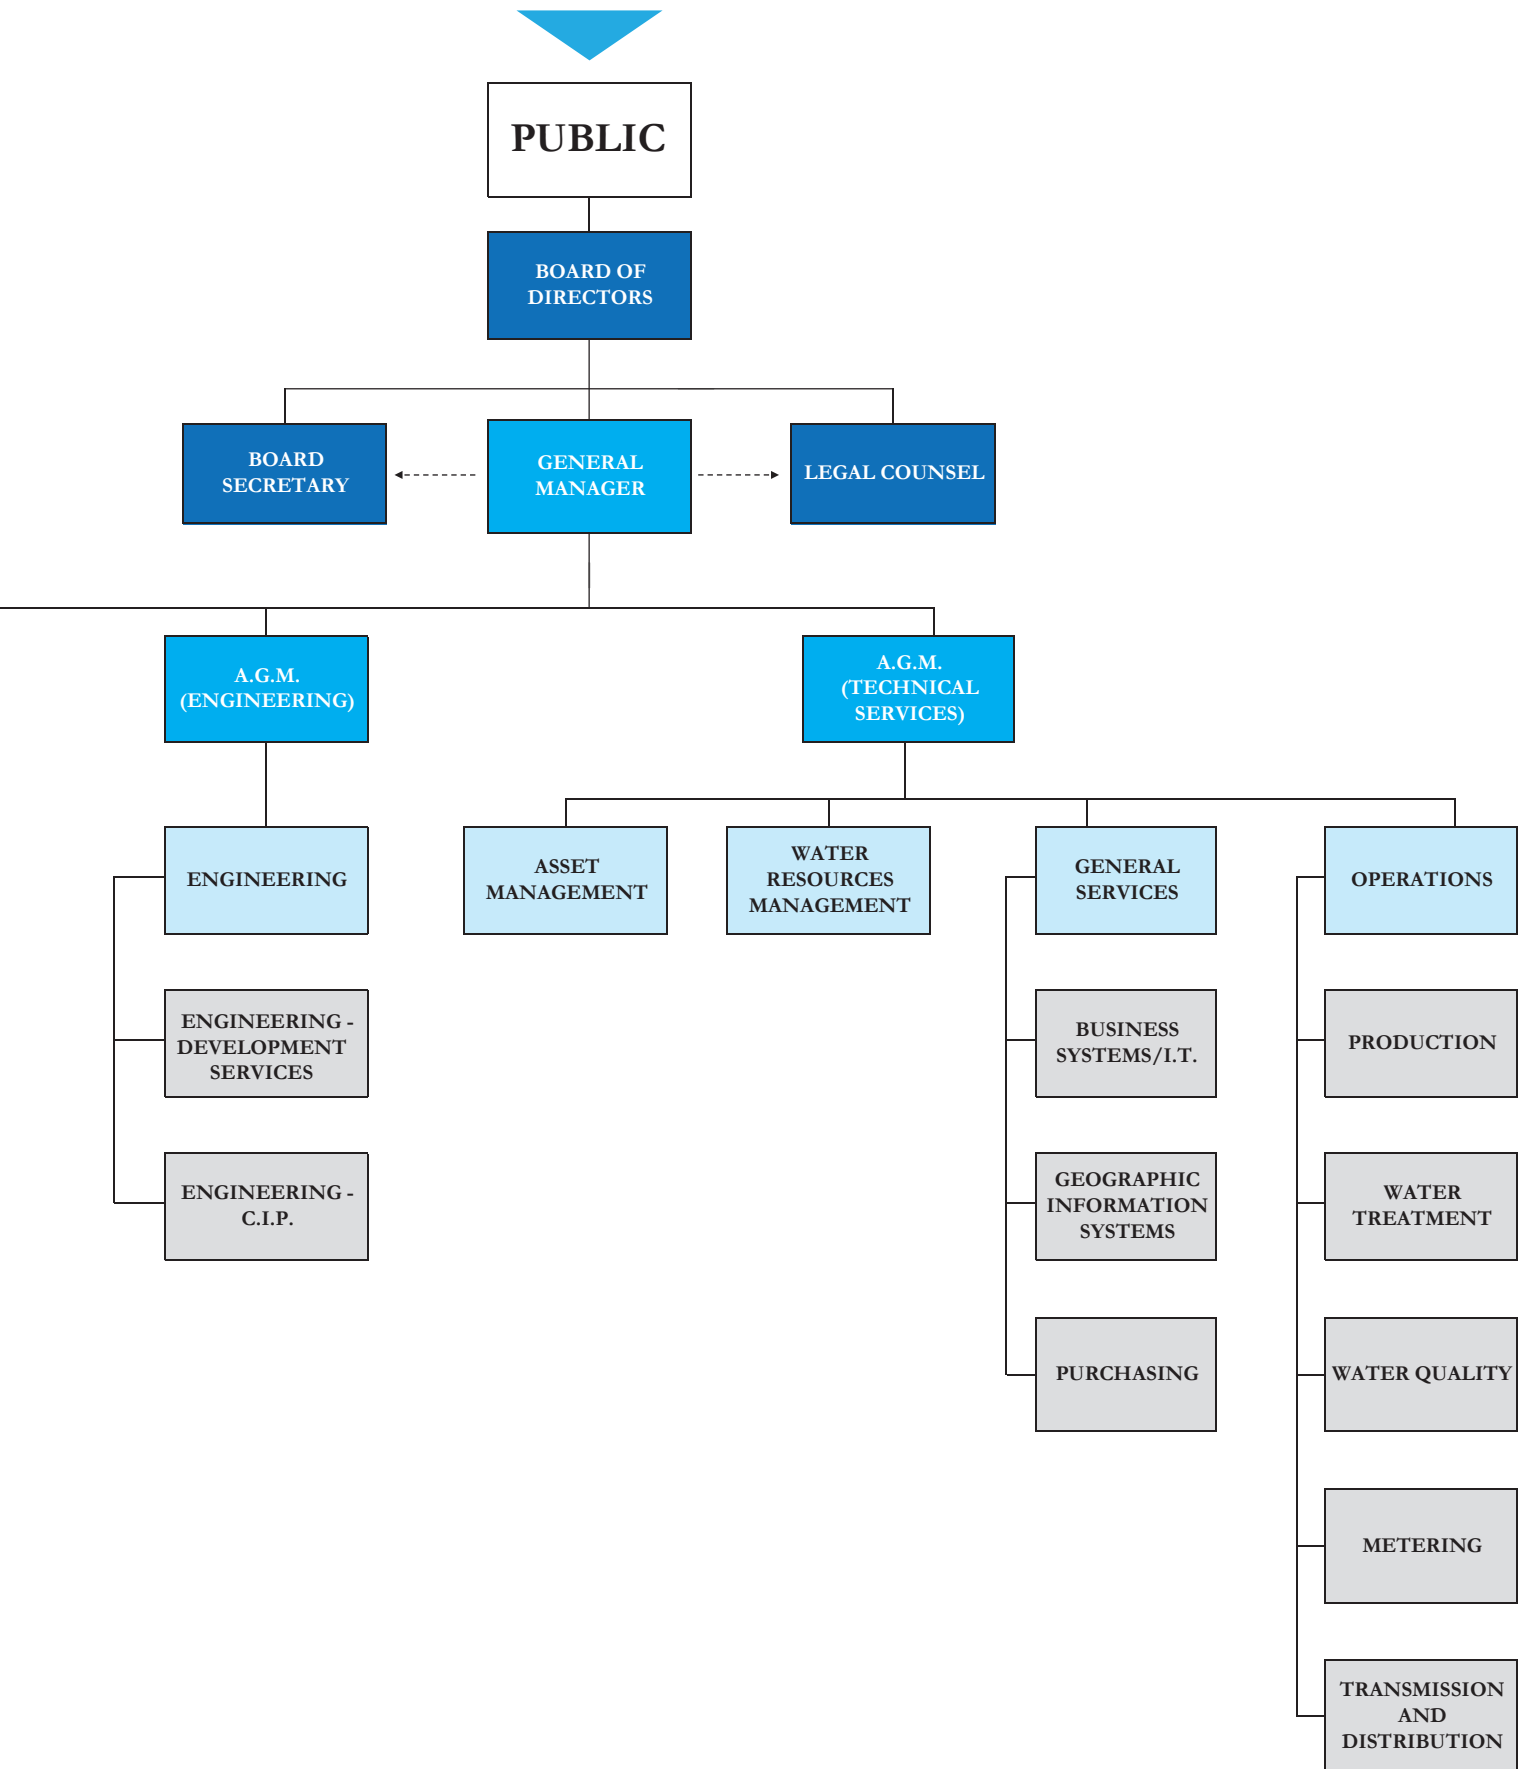 PUBLIC
BOARD OF
DIRECTORS
BOARD
SECRETARY
GENERAL
MANAGER
LEGAL COUNSEL
A.G.M.
(ENGINEERING)
A.G.M.
(TECHNICAL
SERVICES)
ENGINEERING
ASSET
MANAGEMENT
WATER
RESOURCES
MANAGEMENT
GENERAL
SERVICES
OPERATIONS
ENGINEERING -
DEVELOPMENT
SERVICES
BUSINESS
SYSTEMS/I.T.
PRODUCTION
ENGINEERING -
C.I.P.
GEOGRAPHIC
INFORMATION
SYSTEMS
WATER
TREATMENT
PURCHASING
WATER QUALITY
METERING
TRANSMISSION
AND
DISTRIBUTION